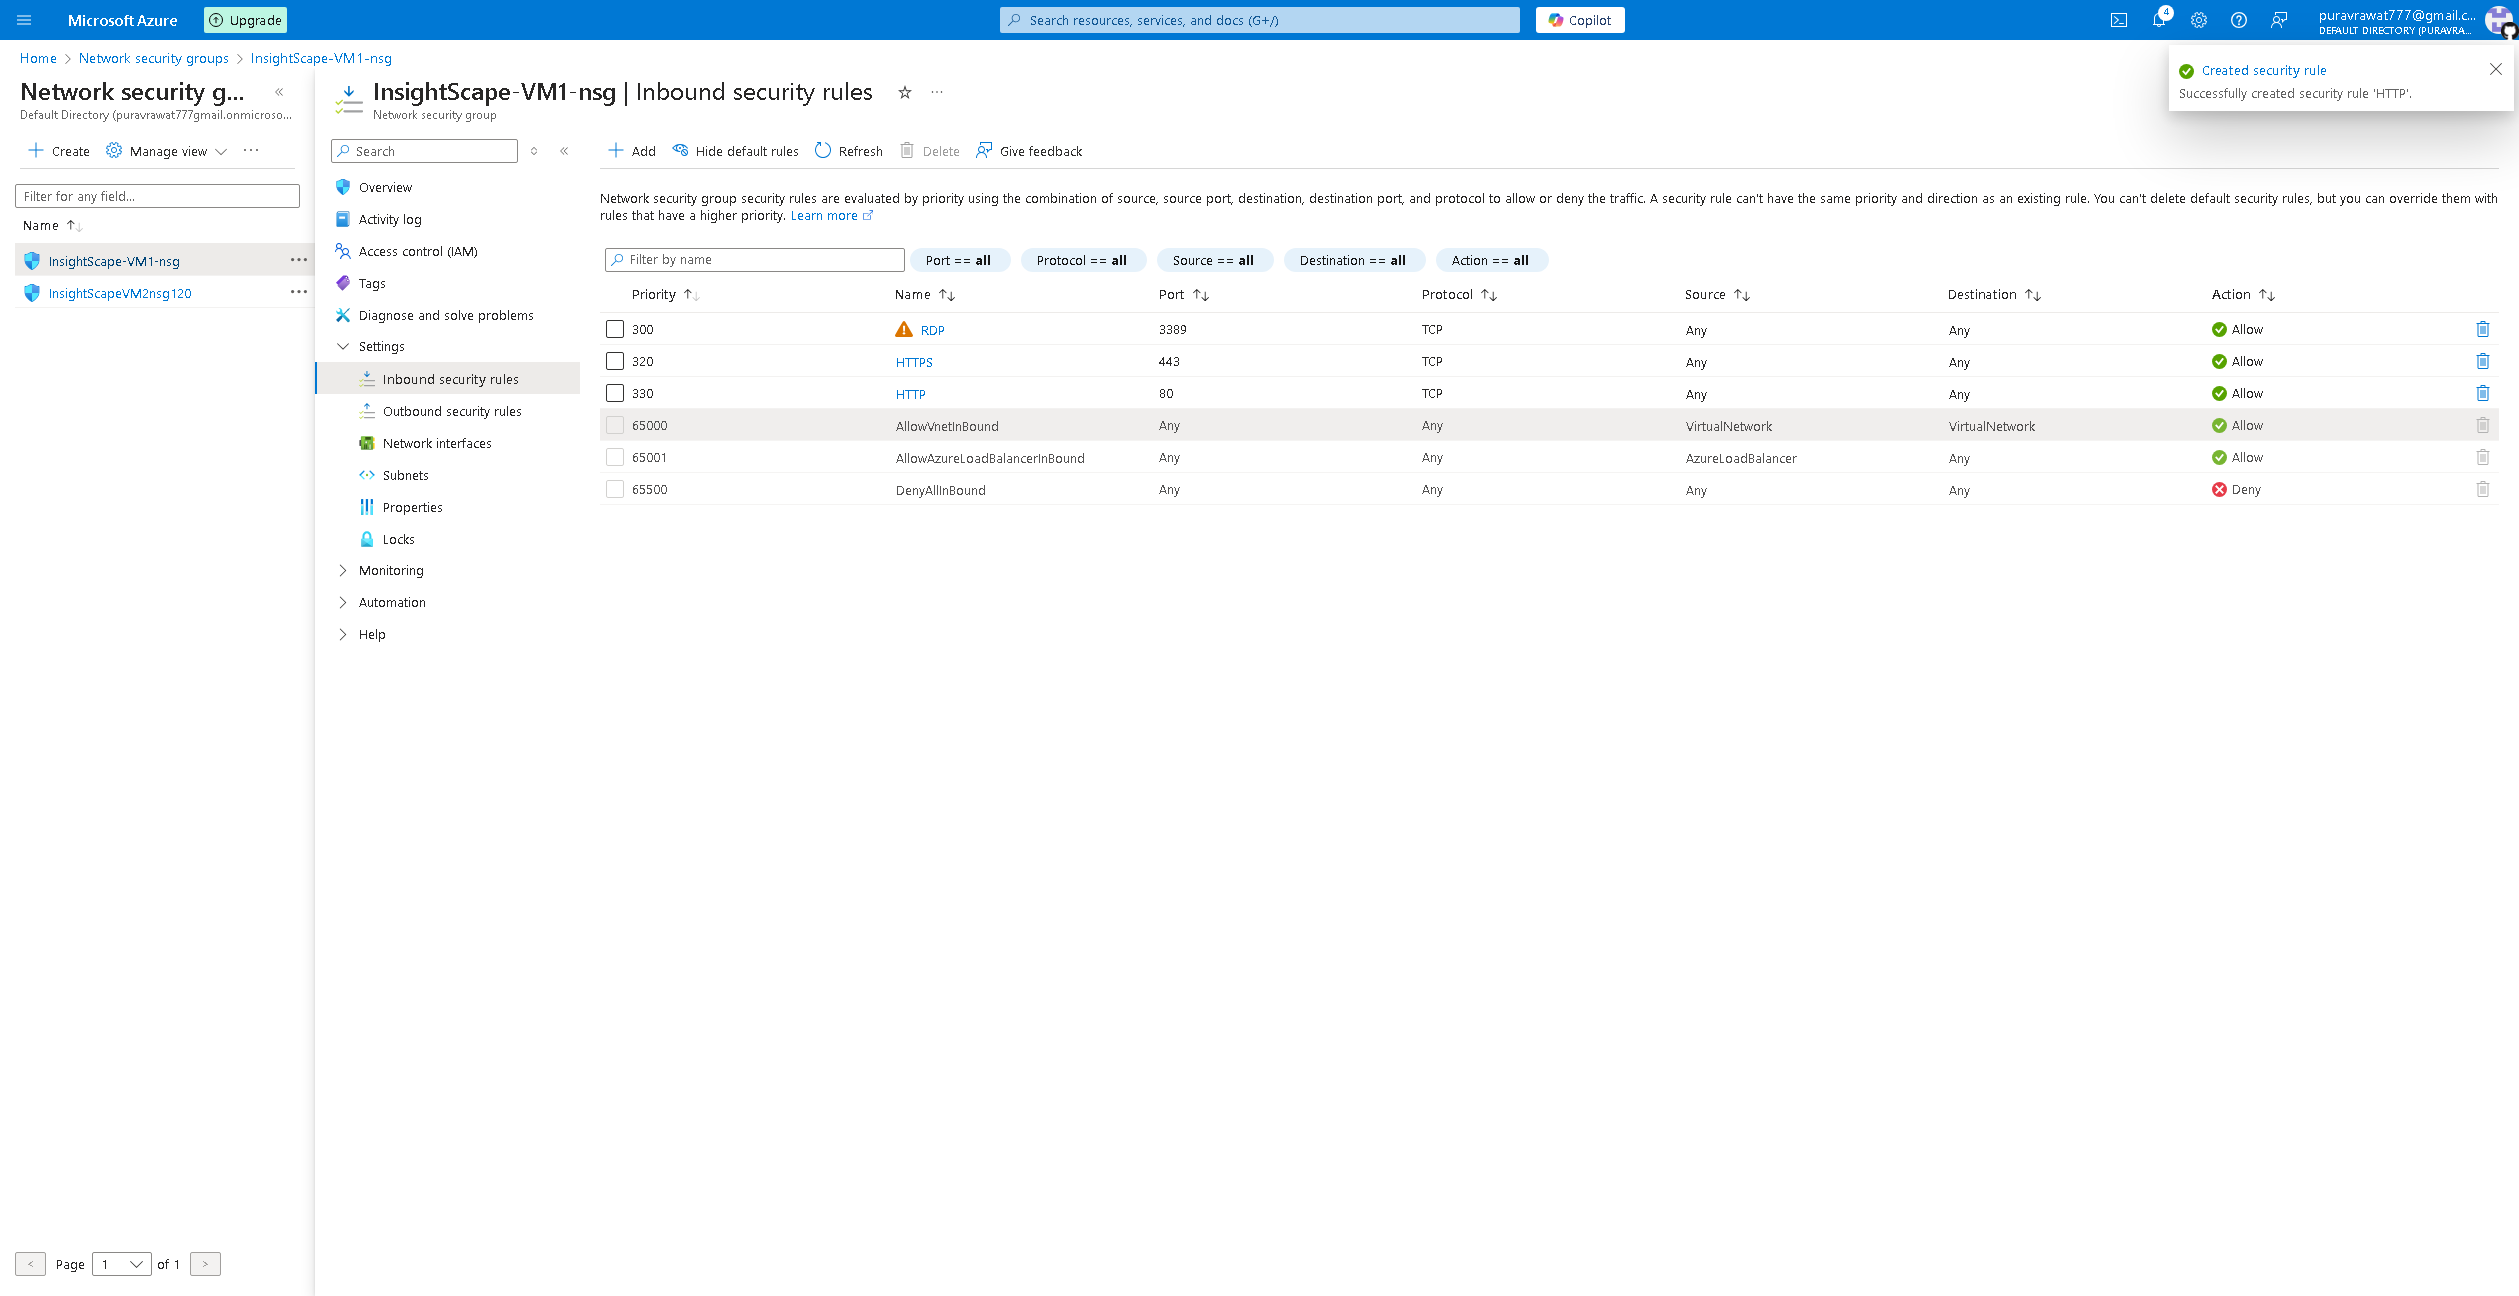 Microsoft Azure
Upgrade
Search resources, services, and docs (G+/)
Copilot
4
puravrawat777@gmail.c...
DEFAULT DIRECTORY (PURAVRA...
Home > Network security groups > InsightScape-VM1-nsg
Created security rule
Successfully created security rule 'HTTP'.
Network security g...
Default Directory (puravrawat777gmail.onmicroso...
Create
Manage view
Filter for any field...
Name
InsightScape-VM1-nsg
InsightScapeVM2nsg120
Page 1 of 1
InsightScape-VM1-nsg | Inbound security rules
Network security group
Search
Overview
Activity log
Access control (IAM)
Tags
Diagnose and solve problems
Settings
Inbound security rules
Outbound security rules
Network interfaces
Subnets
Properties
Locks
Monitoring
Automation
Help
Add Hide default rules Refresh Delete Give feedback
Network security group security rules are evaluated by priority using the combination of source, source port, destination, destination port, and protocol to allow or deny the traffic. A security rule can't have the same priority and direction as an existing rule. You can't delete default security rules, but you can override them with
rules that have a higher priority. Learn more
Filter by name
Port == all Protocol == all Source == all Destination == all Action == all
Priority Name Port Protocol Source Destination Action
300 RDP 3389 TCP Any Any Allow
320 HTTPS 443 TCP Any Any Allow
330 HTTP 80 TCP Any Any Allow
65000 AllowVnetInBound Any Any VirtualNetwork VirtualNetwork Allow
65001 AllowAzureLoadBalancerInBound Any Any AzureLoadBalancer Any Allow
65500 DenyAllInBound Any Any Any Any Deny